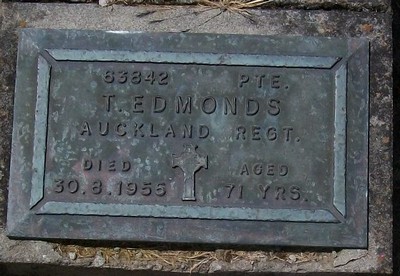 63842 PTE.
T. EDMONDS
AUCKLAND REGT.
DIED AGED
30.8.1955 71 YRS.